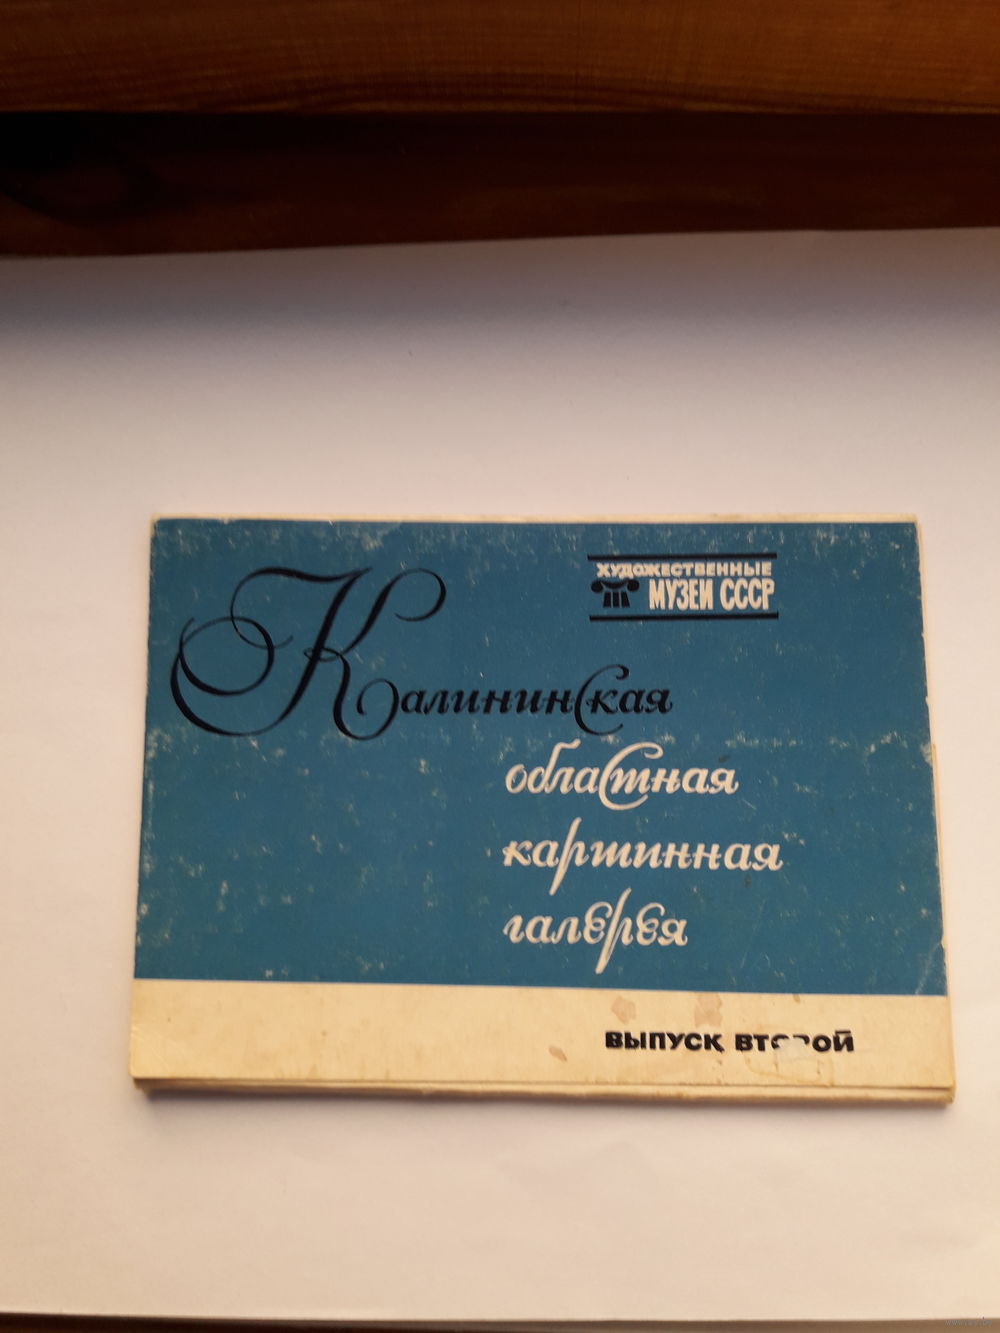 ХУДОЖЕСТВЕННЫЕ
МУЗЕИ СССР
Калининская
областная
картинная
галерея
ВЫПУСК ВТОРОЙ